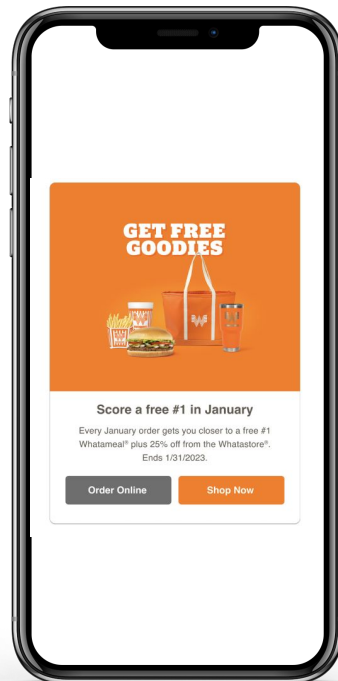 GET FREE
GOODIES
Score a free #1 in January
Every January order gets you closer to a free #1
Whatameal® plus 25% off from the Whatastore®.
Ends 1/31/2023.
Order Online
Shop Now